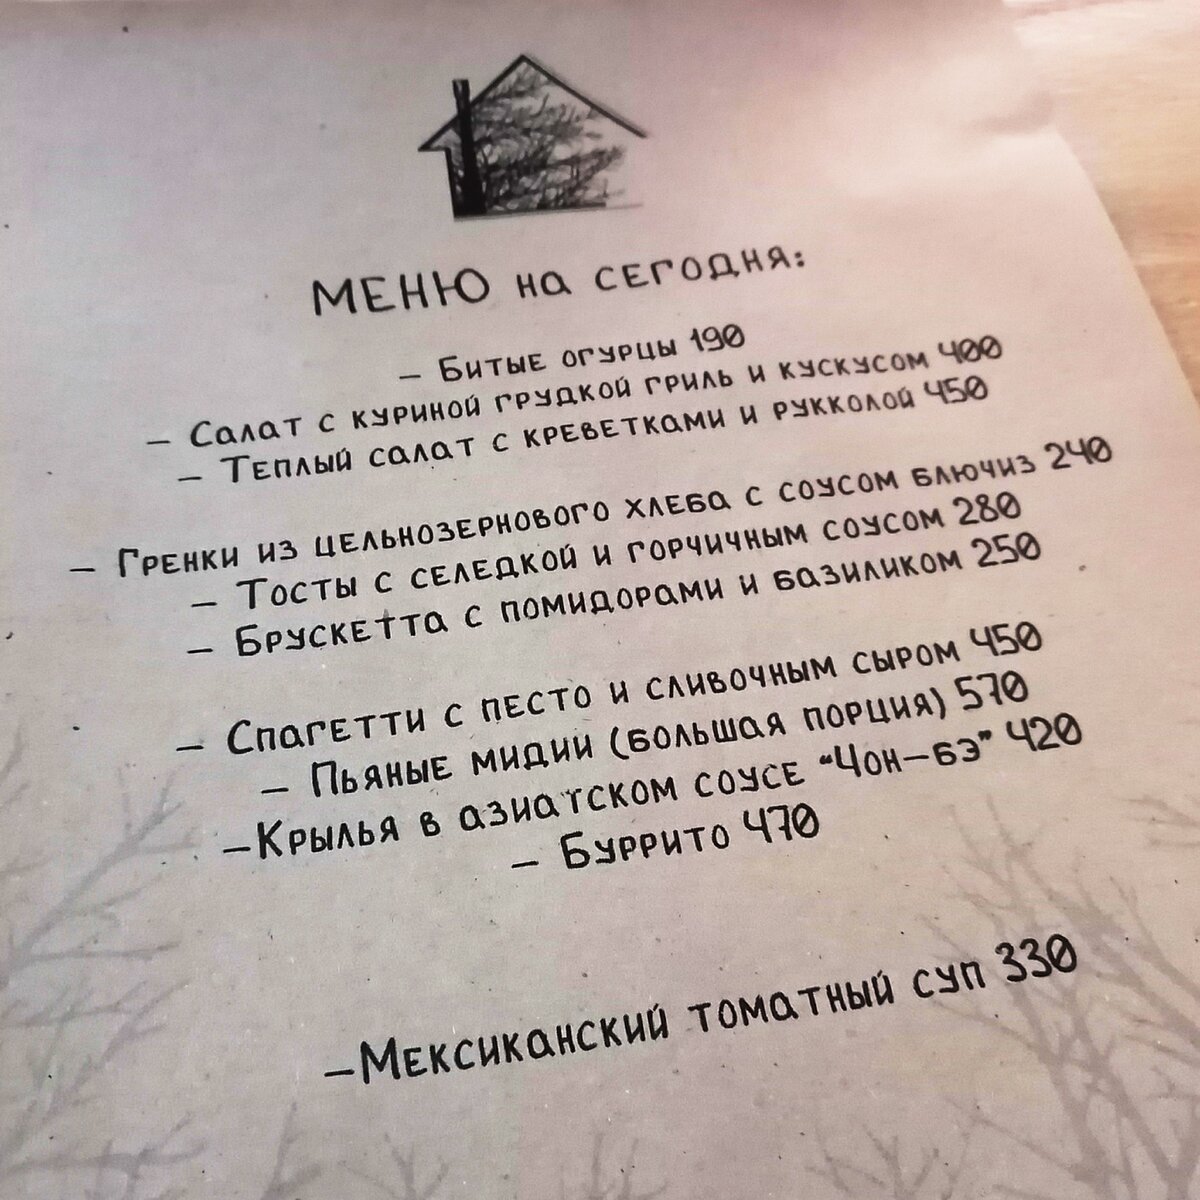 Меню на сегодня:
– Битые огурцы 190
– Салат с куриной грудкой гриль и кускусом 400
– Теплый салат с креветками и рукколой 450
– Гренки из цельнозернового хлеба с соусом блючиз 240
– Тосты с селедкой и горчичным соусом 280
– Брускетта с помидорами и базиликом 250
– Спагетти с песто и сливочным сыром 450
– Пьяные мидии (большая порция) 570
–Крылья в азиатском соусе “Чон–бэ” 420
– Буррито 470
–Мексиканский томатный суп 330